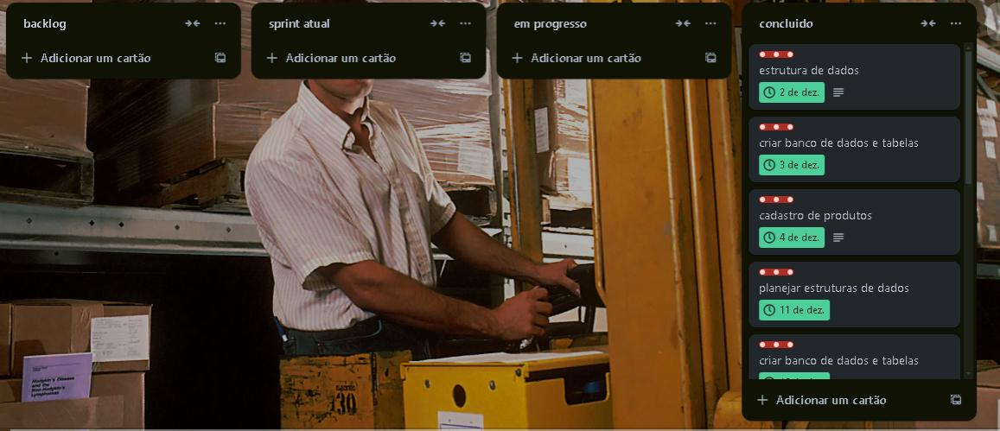 backlog
Adicionar um cartão
sprint atual
Adicionar um cartão
em progresso
Adicionar um cartão
concluido
estrutura de dados
2 de dez.
criar banco de dados e tabelas
3 de dez.
cadastro de produtos
4 de dez.
planejar estruturas de dados
11 de dez.
criar banco de dados e tabelas
Adicionar um cartão
Hodgkin's Disease
and the
Non-Hodgkin's
Lymphomas
130